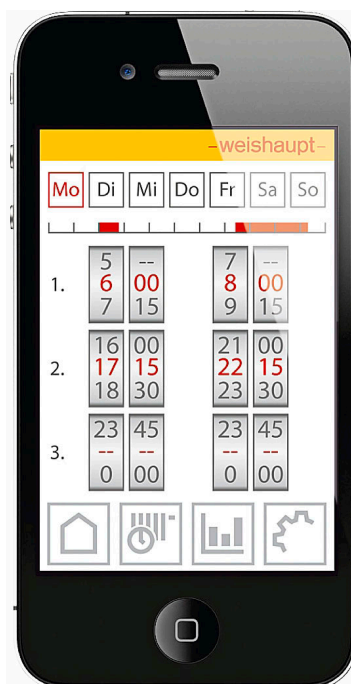 -weishaupt-
Mo Di Mi Do Fr Sa So
5 -- 7 --
1. 6 00 8 00
7 15 9 15
16 00 21 00
2. 17 15 22 15
18 30 23 30
23 45 23 45
3. -- -- -- --
0 00 0 00